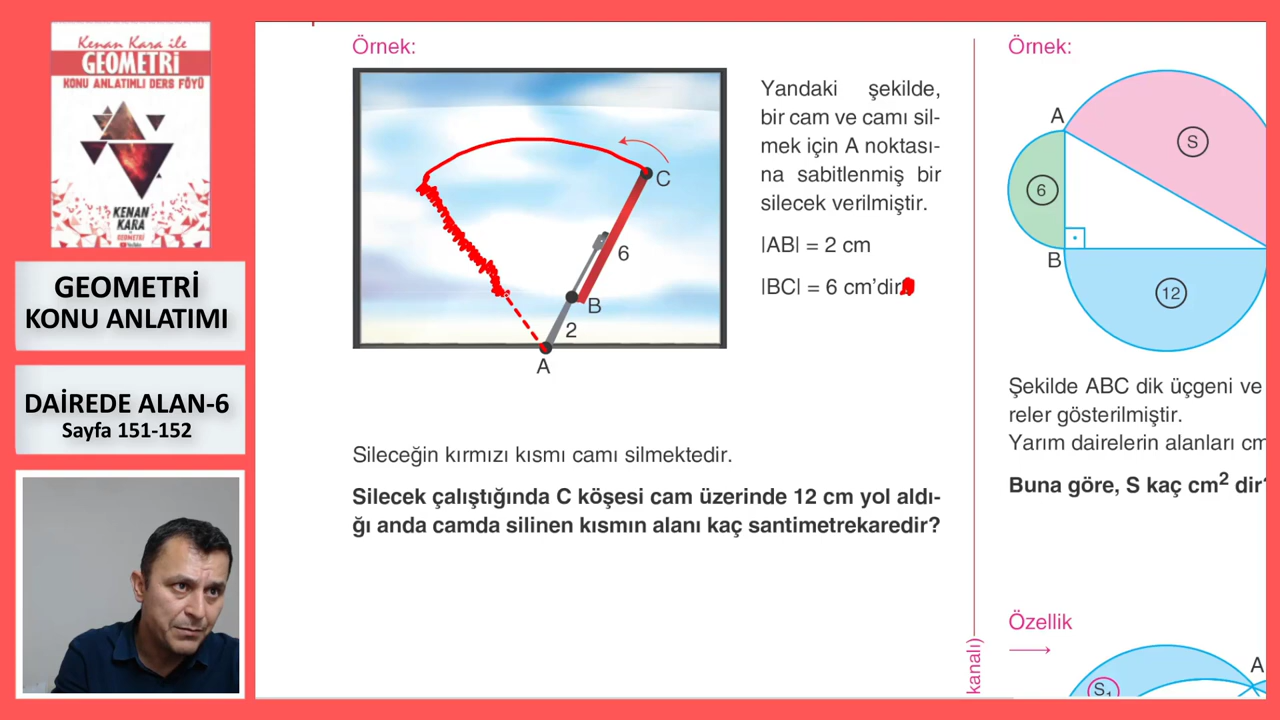 Kenan Kara ile
GEOMETRİ
KONU ANLATIMLI DERS FÖYÜ
KENAN
KARA
GEOMETRİ
YouTube
GEOMETRİ
KONU ANLATIMI
DAİREDE ALAN-6
Sayfa 151-152
Örnek:
C
6
B
2
A
Yandaki şekilde,
bir cam ve camı sil-
mek için A noktası-
na sabitlenmiş bir
silecek verilmiştir.
|AB| = 2 cm
|BC| = 6 cm’dir.
Sileceğin kırmızı kısmı camı silmektedir.
Silecek çalıştığında C köşesi cam üzerinde 12 cm yol aldı-
ğı anda camda silinen kısmın alanı kaç santimetrekaredir?
kanalı)
Örnek:
A
S
6
B
12
Şekilde ABC dik üçgeni ve
reler gösterilmiştir.
Yarım dairelerin alanları cm
Buna göre, S kaç cm² dir?
Özellik
A
S₁